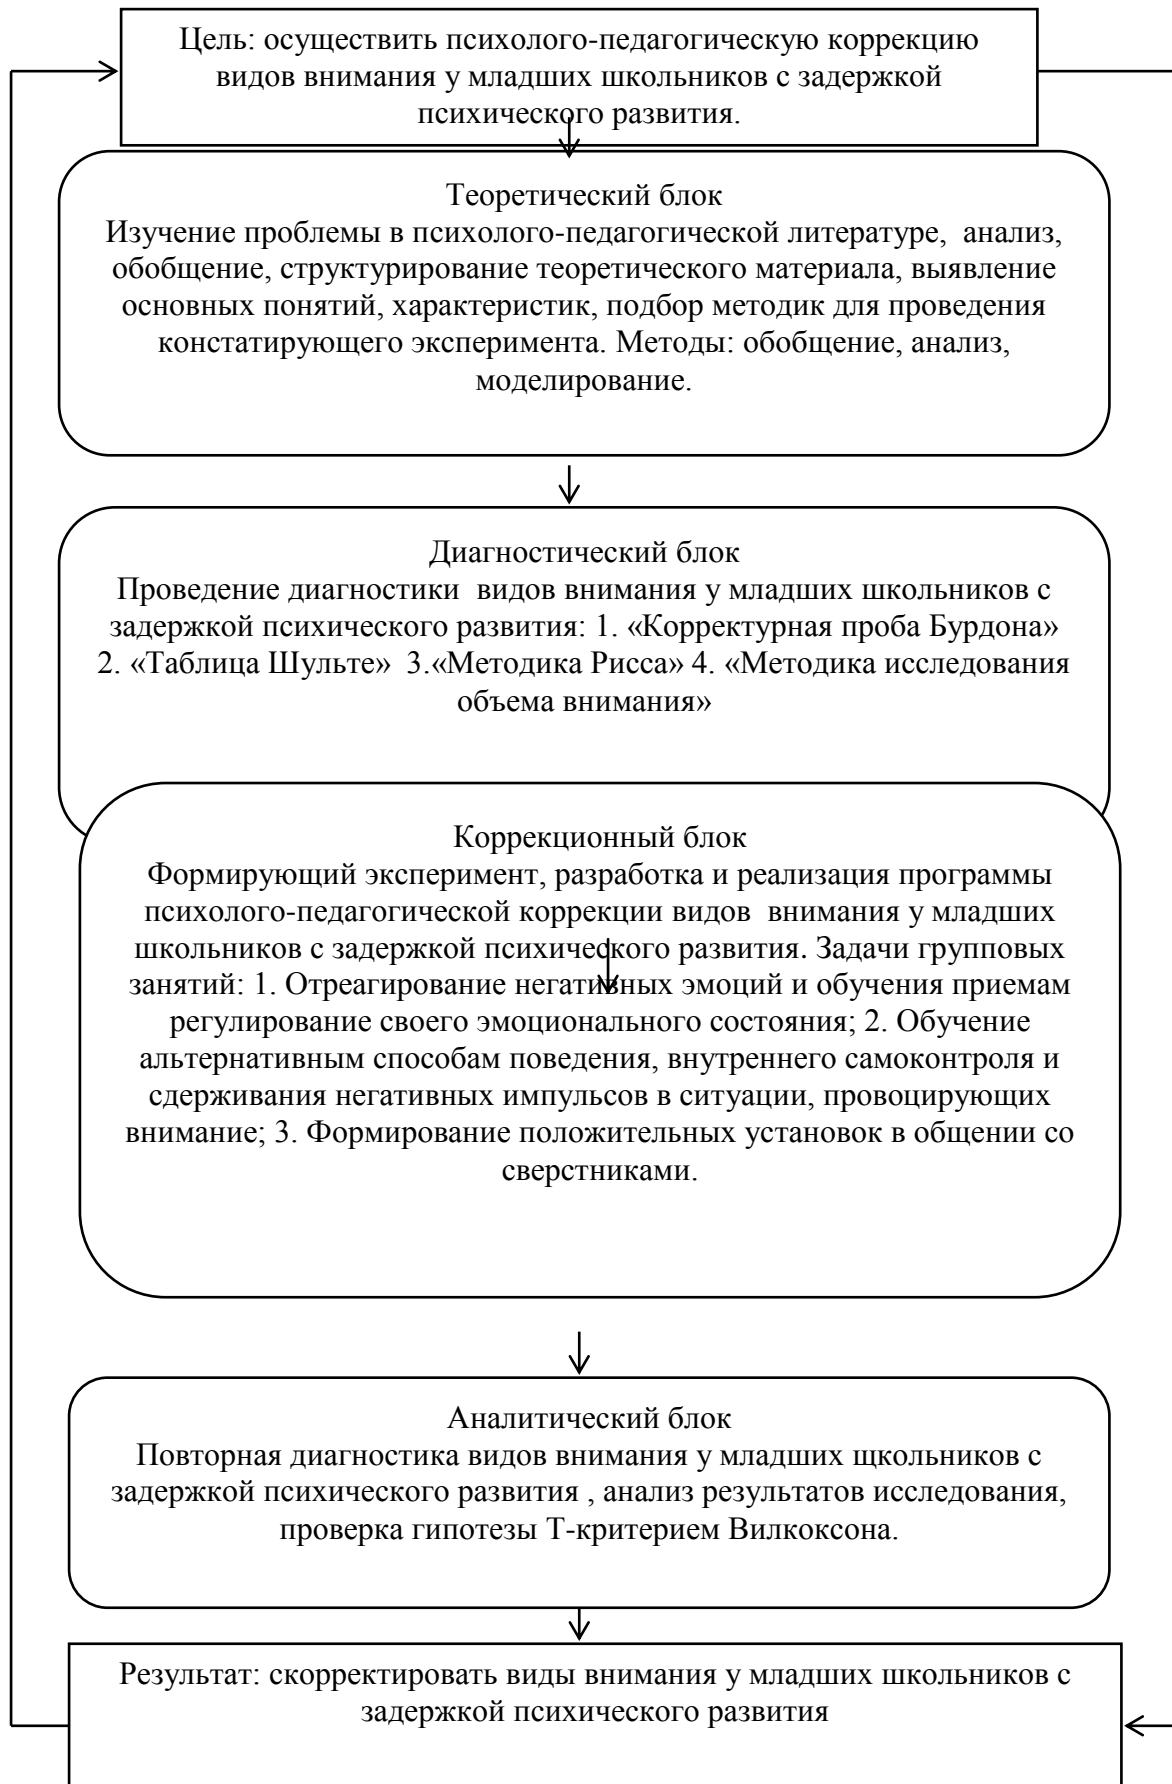 Цель: осуществить психолого-педагогическую коррекцию
видов внимания у младших школьников с задержкой
психического развития.
Теоретический блок
Изучение проблемы в психолого-педагогической литературе, анализ,
обобщение, структурирование теоретического материала, выявление
основных понятий, характеристик, подбор методик для проведения
констатирующего эксперимента. Методы: обобщение, анализ,
моделирование.
Диагностический блок
Проведение диагностики видов внимания у младших школьников с
задержкой психического развития: 1. «Корректурная проба Бурдона»
2. «Таблица Шульте» 3.«Методика Рисса» 4. «Методика исследования
объема внимания»
Коррекционный блок
Формирующий эксперимент, разработка и реализация программы
психолого-педагогической коррекции видов внимания у младших
школьников с задержкой психического развития. Задачи групповых
занятий: 1. Отреагирование негативных эмоций и обучения приемам
регулирование своего эмоционального состояния; 2. Обучение
альтернативным способам поведения, внутреннего самоконтроля и
сдерживания негативных импульсов в ситуации, провоцирующих
внимание; 3. Формирование положительных установок в общении со
сверстниками.
Аналитический блок
Повторная диагностика видов внимания у младших щкольников с
задержкой психического развития , анализ результатов исследования,
проверка гипотезы Т-критерием Вилкоксона.
Результат: скорректировать виды внимания у младших школьников с
задержкой психического развития